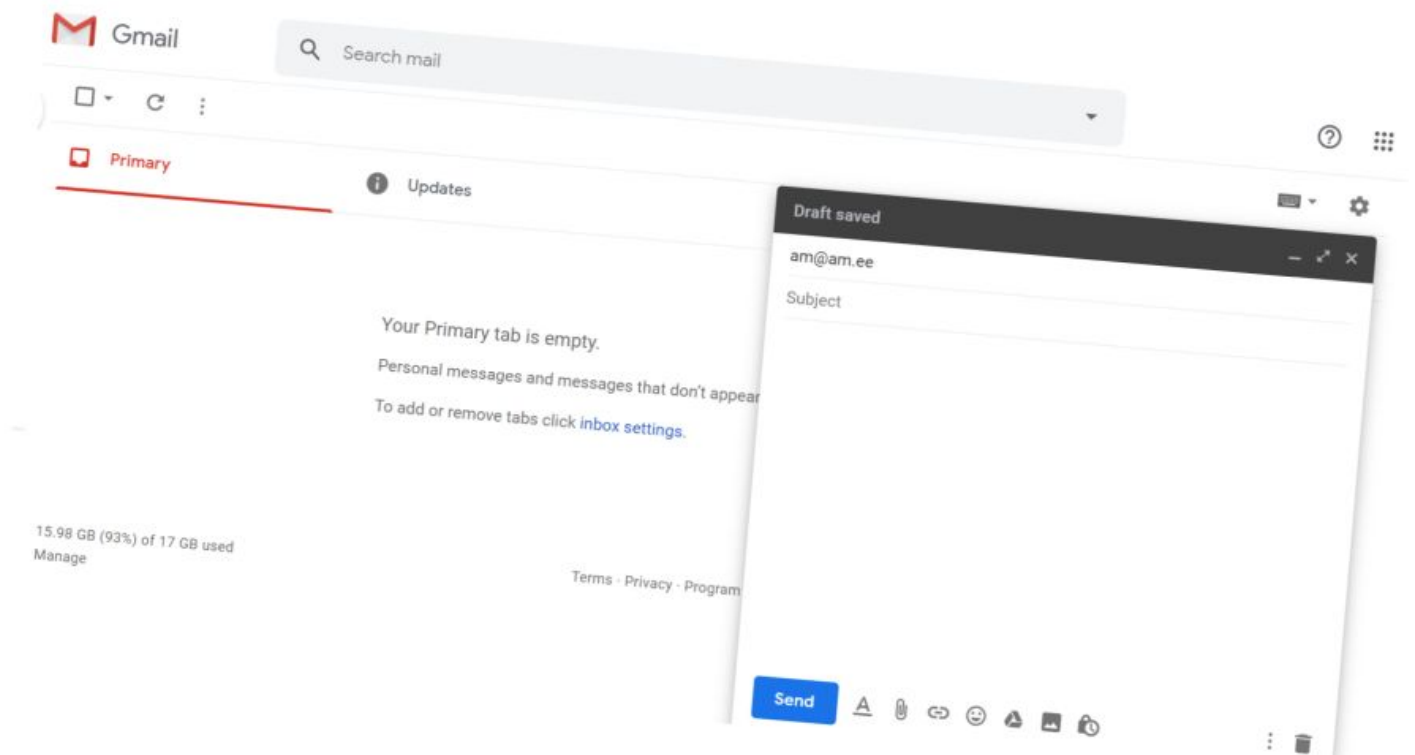 Gmail
Search mail
Primary
Updates
Draft saved
am@am.ee
Subject
Your Primary tab is empty.
Personal messages and messages that don't appear
To add or remove tabs click inbox settings.
15.98 GB (93%) of 17 GB used
Manage
Terms · Privacy · Program
Send